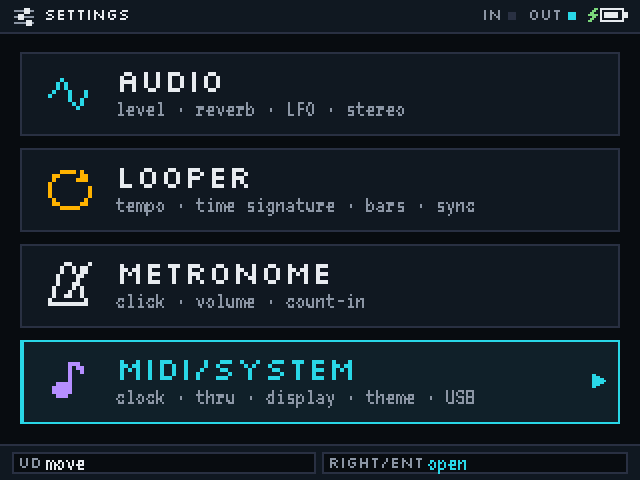 SETTINGS IN OUT
AUDIO
level · reverb · LFO · stereo
LOOPER
tempo · time signature · bars · sync
METRONOME
click · volume · count-in
MIDI/SYSTEM
clock · thru · display · theme · USB
UD move RIGHT/ENT open